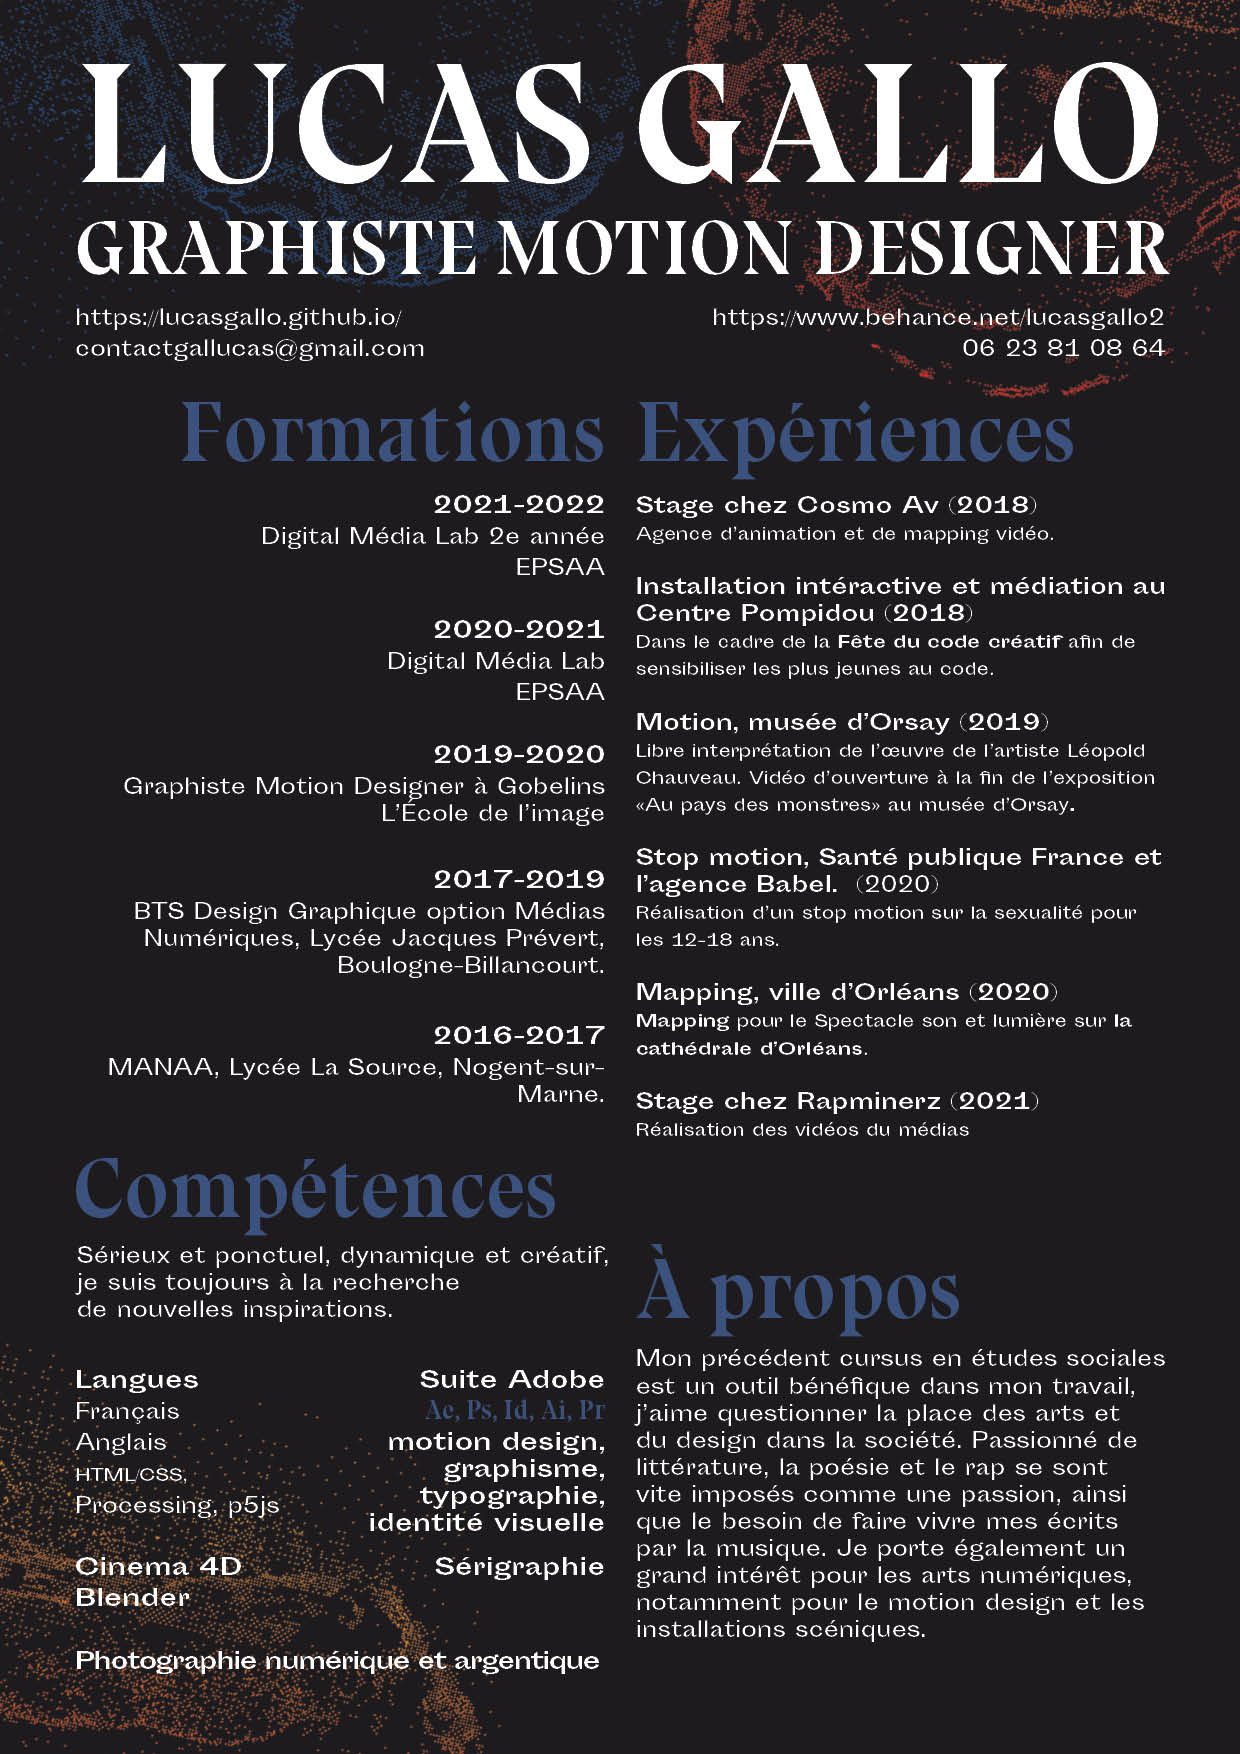 LUCAS GALLO
GRAPHISTE MOTION DESIGNER
https://lucasgallo.github.io/
contactgallucas@gmail.com
https://www.behance.net/lucasgallo2
06 23 81 08 64
Formations
2021-2022
Digital Média Lab 2e année
EPSAA
2020-2021
Digital Média Lab
EPSAA
2019-2020
Graphiste Motion Designer à Gobelins
L'École de l'image
2017-2019
BTS Design Graphique option Médias
Numériques, Lycée Jacques Prévert,
Boulogne-Billancourt.
2016-2017
MANAA, Lycée La Source, Nogent-sur-
Marne.
Expériences
Stage chez Cosmo Av (2018)
Agence d'animation et de mapping vidéo.
Installation intéractive et médiation au
Centre Pompidou (2018)
Dans le cadre de la Fête du code créatif afin de
sensibiliser les plus jeunes au code.
Motion, musée d'Orsay (2019)
Libre interprétation de l'œuvre de l'artiste Léopold
Chauveau. Vidéo d'ouverture à la fin de l'exposition
«Au pays des monstres» au musée d'Orsay.
Stop motion, Santé publique France et
l'agence Babel. (2020)
Réalisation d'un stop motion sur la sexualité pour
les 12-18 ans.
Mapping, ville d'Orléans (2020)
Mapping pour le Spectacle son et lumière sur la
cathédrale d'Orléans.
Stage chez Rapminerz (2021)
Réalisation des vidéos du médias
Compétences
Sérieux et ponctuel, dynamique et créatif,
je suis toujours à la recherche
de nouvelles inspirations.
Langues
Français
Anglais
HTML/CSS,
Processing, p5js
Cinema 4D
Blender
Suite Adobe
Ae, Ps, Id, Ai, Pr
motion design,
graphisme,
typographie,
identité visuelle
Sérigraphie
Photographie numérique et argentique
À propos
Mon précédent cursus en études sociales
est un outil bénéfique dans mon travail,
j'aime questionner la place des arts et
du design dans la société. Passionné de
littérature, la poésie et le rap se sont
vite imposés comme une passion, ainsi
que le besoin de faire vivre mes écrits
par la musique. Je porte également un
grand intérêt pour les arts numériques,
notamment pour le motion design et les
installations scéniques.